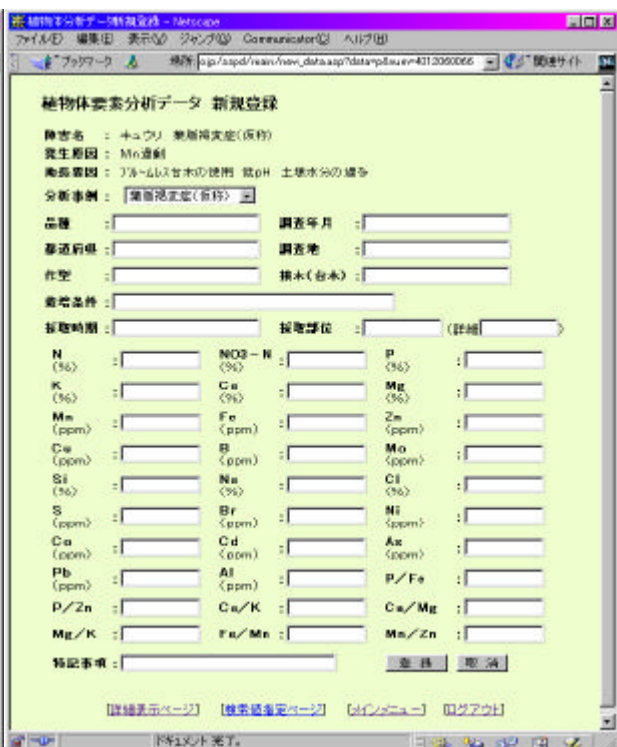 植物体分析データ新規登録 - Netscape
ファイル(F) 編集(E) 表示(V) ジャンプ(G) Communicator(C) ヘルプ(H)
ブックマーク 場所: 関連サイト
植物体要素分析データ 新規登録
障害名 : キュウリ 葉脈褐変症(仮称)
発生原因 : Mn過剰
助長要因 : ブルームレス台木の使用 低pH 土壌水分の過多
分析事例 : 葉脈褐変症(仮称)
品種 : 調査年月 :
都道府県 : 調査地 :
作型 : 接木(台木) :
栽培条件 :
採取時期 : 採取部位 : (詳細 )
N (%) : NO3-N (%) : P (%) :
K (%) : Ca (%) : Mg (%) :
Mn (ppm) : Fe (ppm) : Zn (ppm) :
Cu (ppm) : B (ppm) : Mo (ppm) :
Si (%) : Na (%) : Cl (%) :
S (ppm) : Br (ppm) : Ni (ppm) :
Co (ppm) : Cd (ppm) : As (ppm) :
Pb (ppm) : Al (ppm) : P/Fe :
P/Zn : Ca/K : Ca/Mg :
Mg/K : Fe/Mn : Mn/Zn :
特記事項 : 登録 取消
[詳細表示ページ] [検索値指定ページ] [メインメニュー] [ログアウト]
ドキュメント完了。